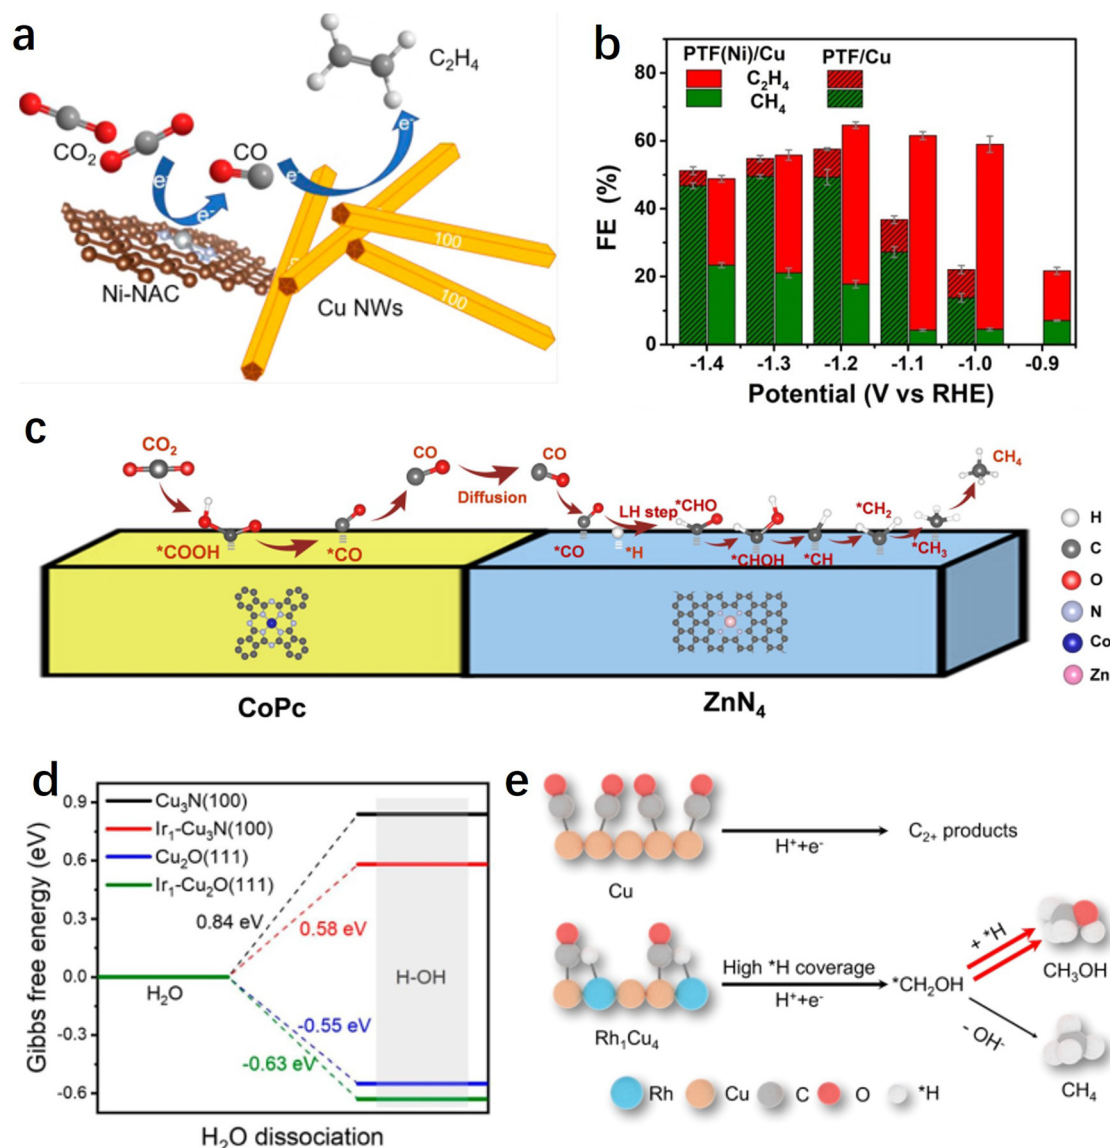 a
CO₂
CO
C₂H₄
e⁻
e⁻
e⁻
e⁻
100
100
Ni-NAC
Cu NWs
b
PTF(Ni)/Cu
PTF/Cu
C₂H₄
CH₄
FE (%)
80
60
40
20
0
-1.4
-1.3
-1.2
-1.1
-1.0
-0.9
Potential (V vs RHE)
c
CO₂
CO
Diffusion
CO
CH₄
*COOH
*CO
*CO
LH step
*H
*CHO
*CHOH
*CH
*CH₂
*CH₃
H
C
O
N
Co
Zn
CoPc
ZnN₄
d
Gibbs free energy (eV)
0.9
0.6
0.3
0.0
-0.3
-0.6
Cu₃N(100)
Ir₁-Cu₃N(100)
Cu₂O(111)
Ir₁-Cu₂O(111)
0.84 eV
0.58 eV
H₂O
H-OH
-0.55 eV
-0.63 eV
H₂O dissociation
e
Cu
H⁺+e⁻
C₂₊ products
Rh₁Cu₄
High *H coverage
H⁺+e⁻
*CH₂OH
+ *H
CH₃OH
- OH⁻
CH₄
Rh
Cu
C
O
*H